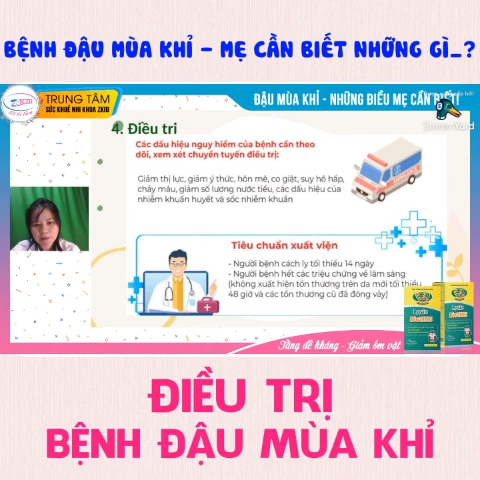 BỆNH ĐẬU MÙA KHỈ - MẸ CẦN BIẾT NHỮNG GÌ...?
TRUNG TÂM
SỨC KHOẺ NHI KHOA ZKID
ĐẬU MÙA KHỈ - NHỮNG ĐIỀU MẸ CẦN BIẾT!
StreamYard
4. Điều trị
Các dấu hiệu nguy hiểm của bệnh cần theo
dõi, xem xét chuyển tuyến điều trị:
Giảm thị lực, giảm ý thức, hôn mê, co giật, suy hô hấp,
chảy máu, giảm số lượng nước tiểu, các dấu hiệu của
nhiễm khuẩn huyết và sốc nhiễm khuẩn
Tiêu chuẩn xuất viện
- Người bệnh cách ly tối thiểu 14 ngày
- Người bệnh hết các triệu chứng về lâm sàng
(không xuất hiện tổn thương trên da mới tối thiểu
48 giờ và các tổn thương cũ đã đóng vảy)
Tăng đề kháng - Giảm ốm vặt
ĐIỀU TRỊ
BỆNH ĐẬU MÙA KHỈ